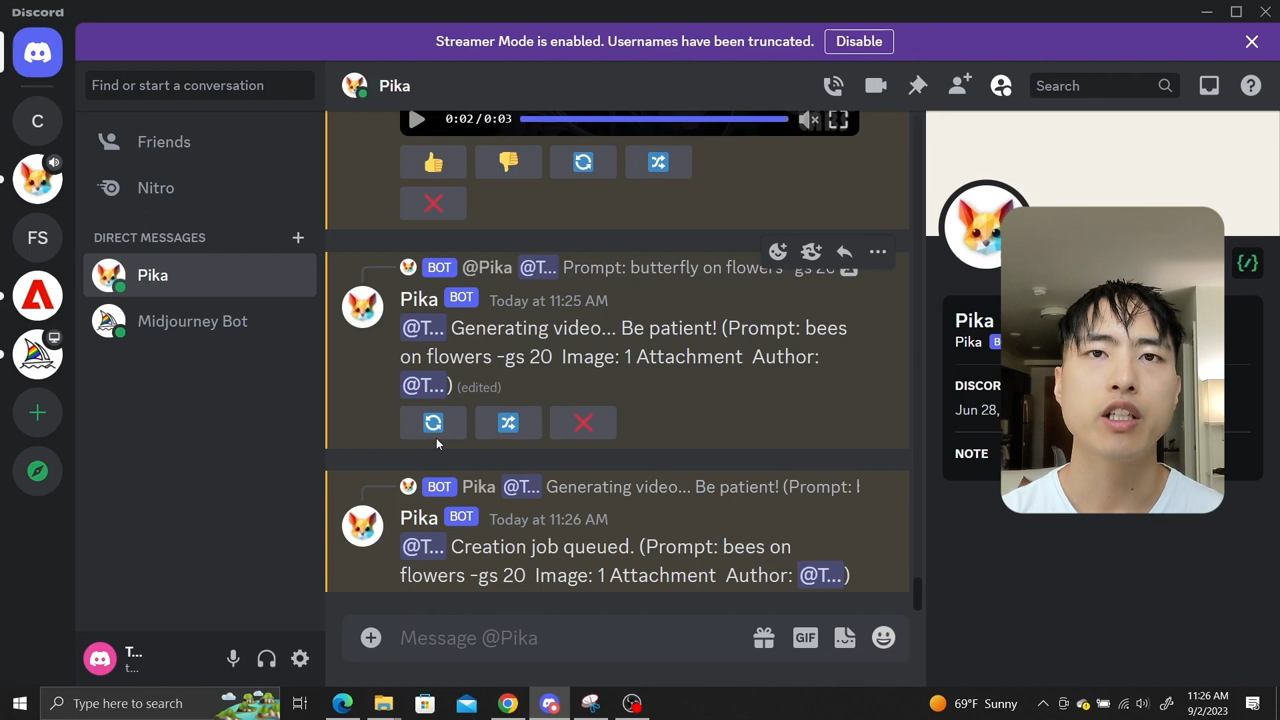 Discord
Streamer Mode is enabled. Usernames have been truncated.
Disable
Find or start a conversation
Pika
Search
C
Friends
0:02/0:03
Nitro
FS
DIRECT MESSAGES
Pika
Midjourney Bot
BOT @Pika @T... Prompt: butterfly on flowers -gs 20
Pika BOT Today at 11:25 AM
@T... Generating video... Be patient! (Prompt: bees
on flowers -gs 20 Image: 1 Attachment Author:
@T...) (edited)
BOT Pika @T... Generating video... Be patient! (Prompt: b
Pika BOT Today at 11:26 AM
@T... Creation job queued. (Prompt: bees on
flowers -gs 20 Image: 1 Attachment Author: @T...)
Pika
Pika
DISCOR
Jun 28,
NOTE
T...
t...
Message @Pika
GIF
Type here to search
69°F Sunny
11:26 AM
9/2/2023